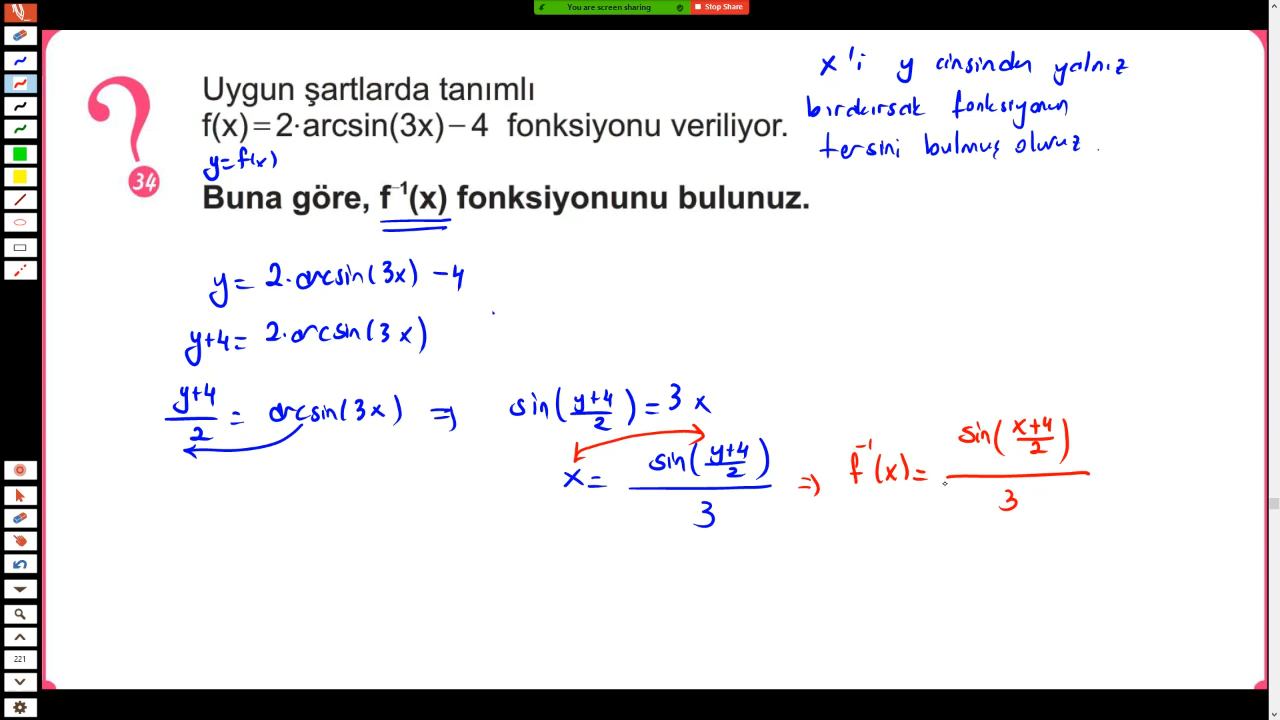 You are screen sharing Stop Share
Uygun şartlarda tanımlı
f(x)=2·arcsin(3x)−4 fonksiyonu veriliyor.
y=f(x)
34
Buna göre, f⁻¹(x) fonksiyonunu bulunuz.
x'i y cinsinden yalnız
bırakırsak fonksiyonun
tersini bulmuş oluruz.
y= 2·arcsin(3x) −4
y+4= 2·arcsin(3x)
(y+4)/2 = arcsin(3x) ⇒ sin((y+4)/2)=3x
x= sin((y+4)/2)/3 ⇒ f⁻¹(x)= sin((x+4)/2)/3
221